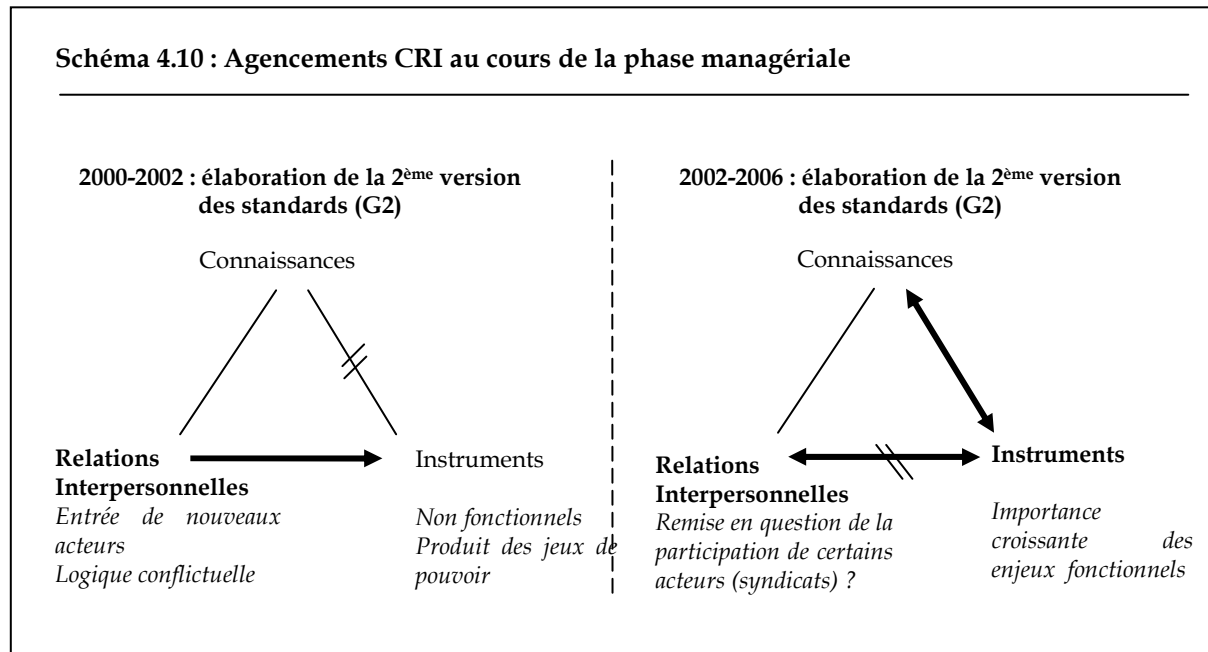 Schéma 4.10 : Agencements CRI au cours de la phase managériale
2000-2002 : élaboration de la 2ème version
des standards (G2)
Connaissances
Relations
Interpersonnelles
Entrée de nouveaux
acteurs
Logique conflictuelle
Instruments
Non fonctionnels
Produit des jeux de
pouvoir
2002-2006 : élaboration de la 2ème version
des standards (G2)
Connaissances
Relations
Interpersonnelles
Remise en question de la
participation de certains
acteurs (syndicats) ?
Instruments
Importance
croissante des
enjeux fonctionnels